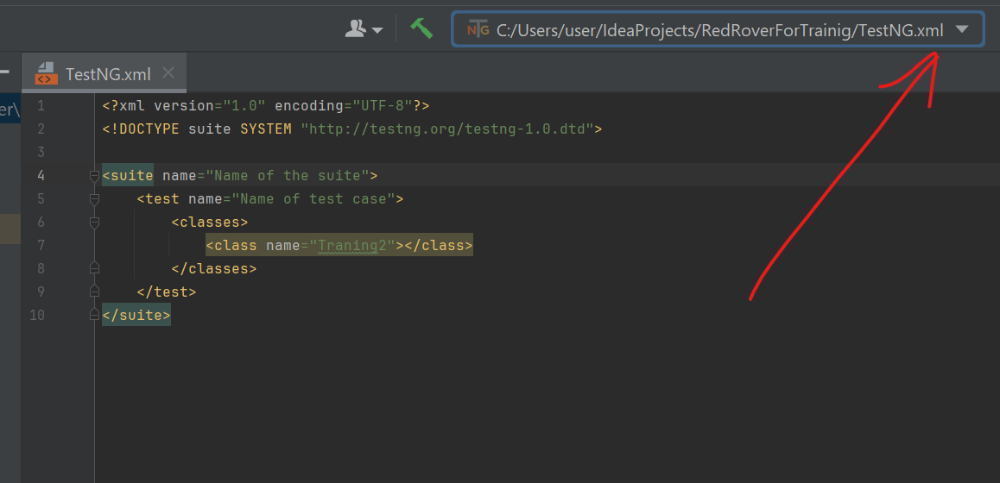 NTG C:/Users/user/IdeaProjects/RedRoverForTrainig/TestNG.xml
TestNG.xml
er\
1 <?xml version="1.0" encoding="UTF-8"?>
2 <!DOCTYPE suite SYSTEM "http://testng.org/testng-1.0.dtd">
3
4 <suite name="Name of the suite">
5 <test name="Name of test case">
6 <classes>
7 <class name="Traning2"></class>
8 </classes>
9 </test>
10 </suite>